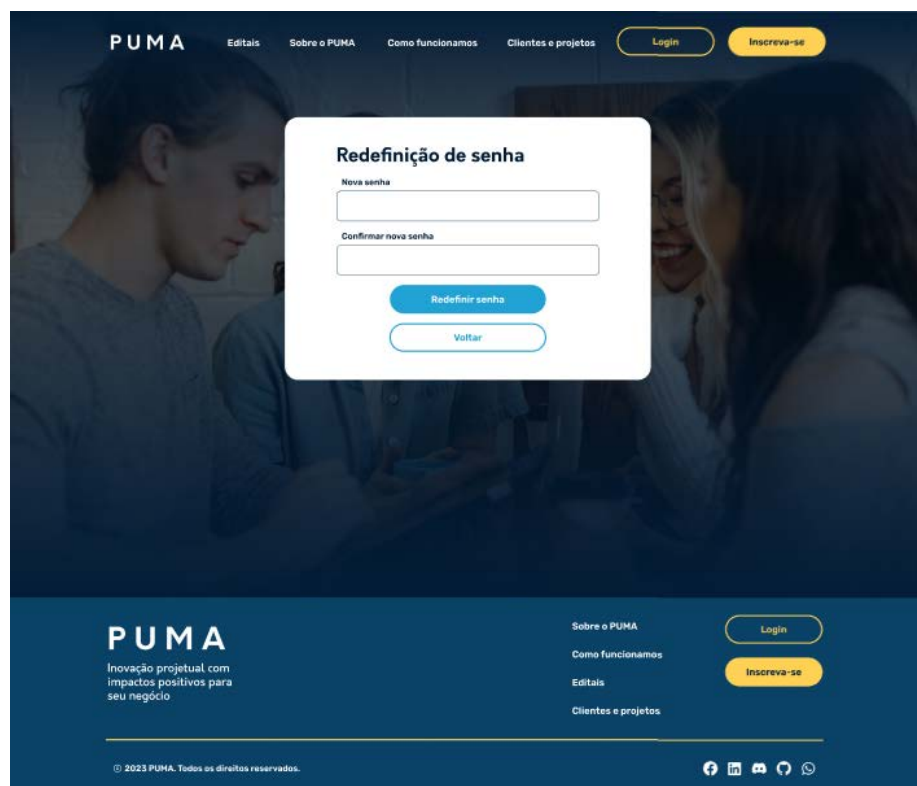 PUMA
Editais
Sobre o PUMA
Como funcionamos
Clientes e projetos
Login
Inscreva-se
Redefinição de senha
Nova senha
Confirmar nova senha
Redefinir senha
Voltar
PUMA
Inovação projetual com
impactos positivos para
seu negócio
Sobre o PUMA
Como funcionamos
Editais
Clientes e projetos
Login
Inscreva-se
© 2023 PUMA. Todos os direitos reservados.